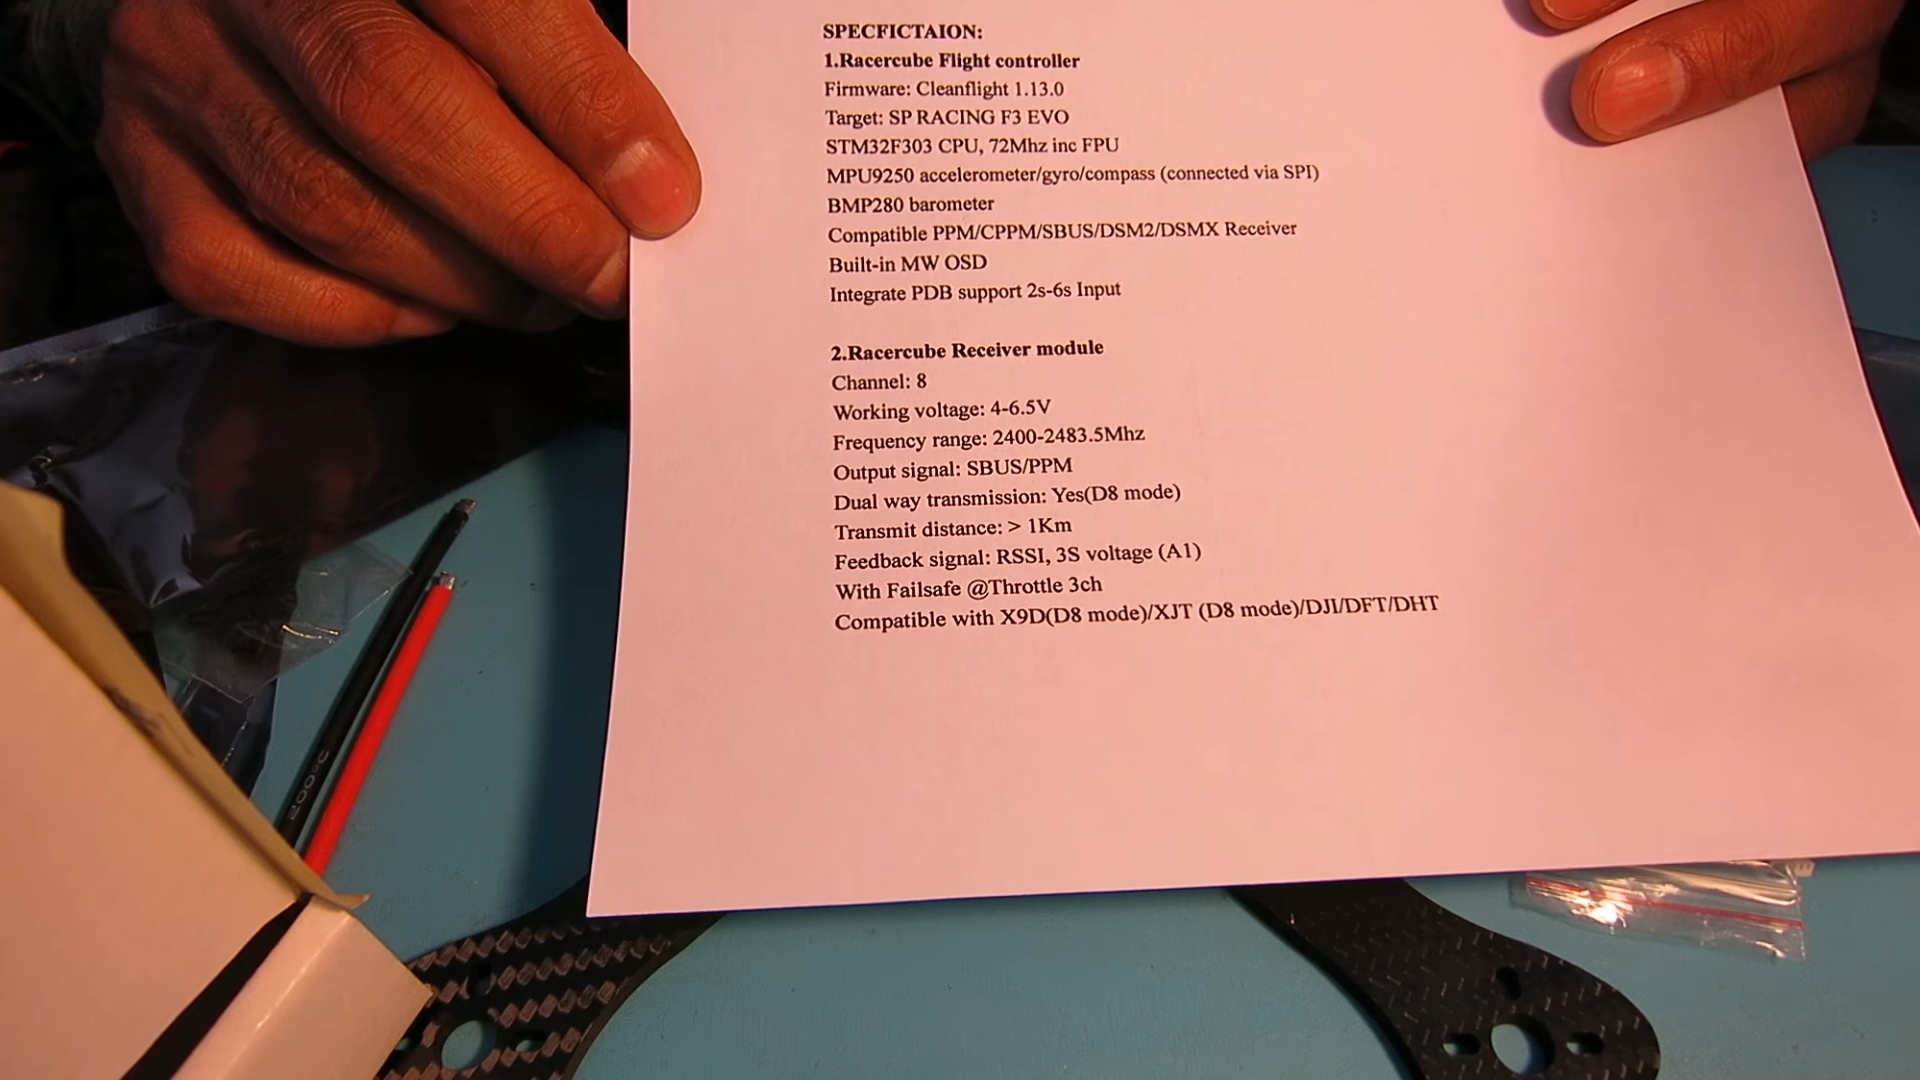 SPECFICTAION:
1.Racercube Flight controller
Firmware: Cleanflight 1.13.0
Target: SP RACING F3 EVO
STM32F303 CPU, 72Mhz inc FPU
MPU9250 accelerometer/gyro/compass (connected via SPI)
BMP280 barometer
Compatible PPM/CPPM/SBUS/DSM2/DSMX Receiver
Built-in MW OSD
Integrate PDB support 2s-6s Input
2.Racercube Receiver module
Channel: 8
Working voltage: 4-6.5V
Frequency range: 2400-2483.5Mhz
Output signal: SBUS/PPM
Dual way transmission: Yes(D8 mode)
Transmit distance: > 1Km
Feedback signal: RSSI, 3S voltage (A1)
With Failsafe @Throttle 3ch
Compatible with X9D(D8 mode)/XJT (D8 mode)/DJI/DFT/DHT
200°C